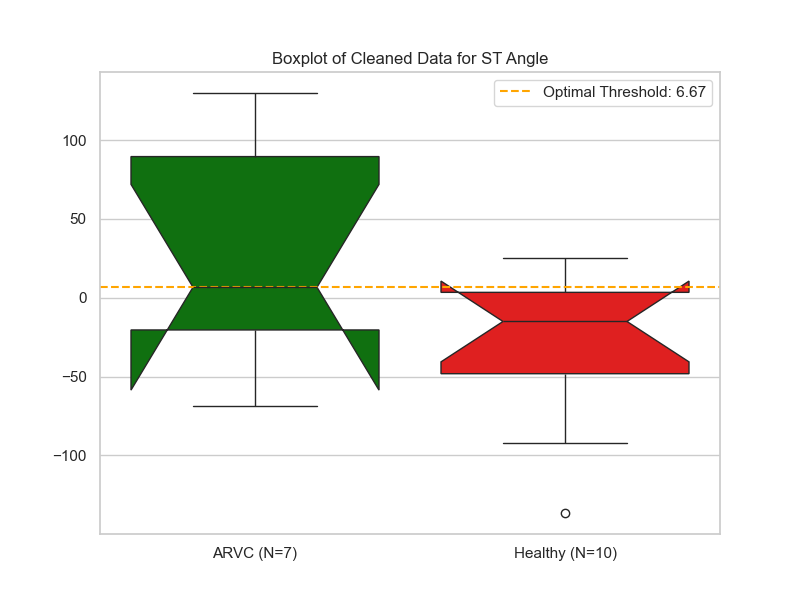 Boxplot of Cleaned Data for ST Angle
Optimal Threshold: 6.67
100
50
0
−50
−100
ARVC (N=7)
Healthy (N=10)